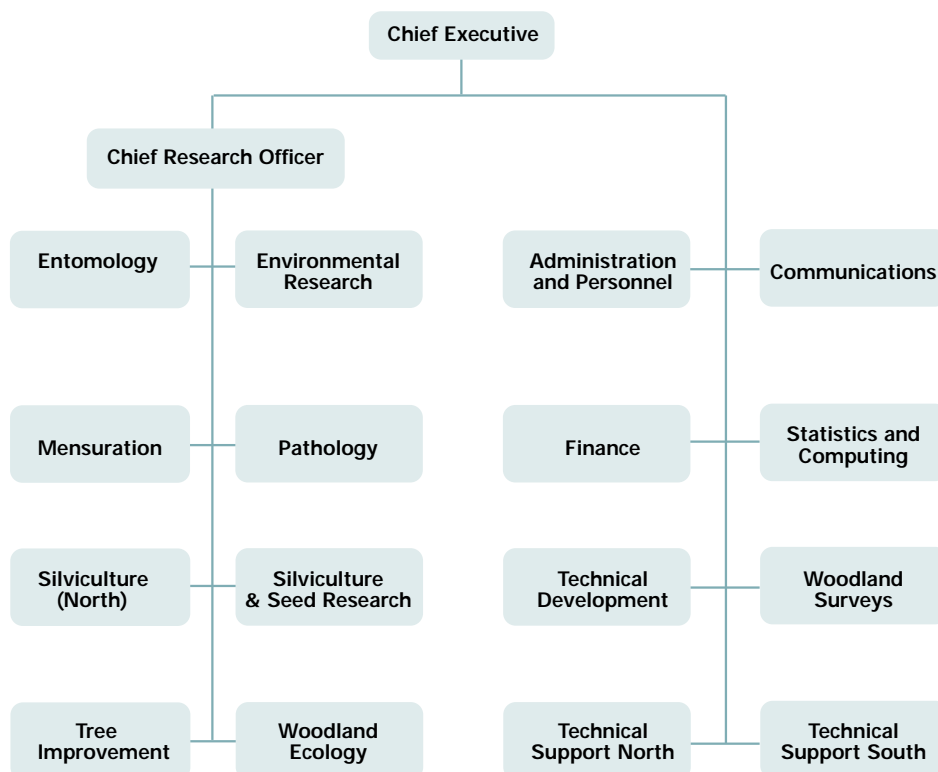 Chief Executive
Chief Research Officer
Entomology
Environmental
Research
Administration
and Personnel
Communications
Mensuration
Pathology
Finance
Statistics and
Computing
Silviculture
(North)
Silviculture
& Seed Research
Technical
Development
Woodland
Surveys
Tree
Improvement
Woodland
Ecology
Technical
Support North
Technical
Support South